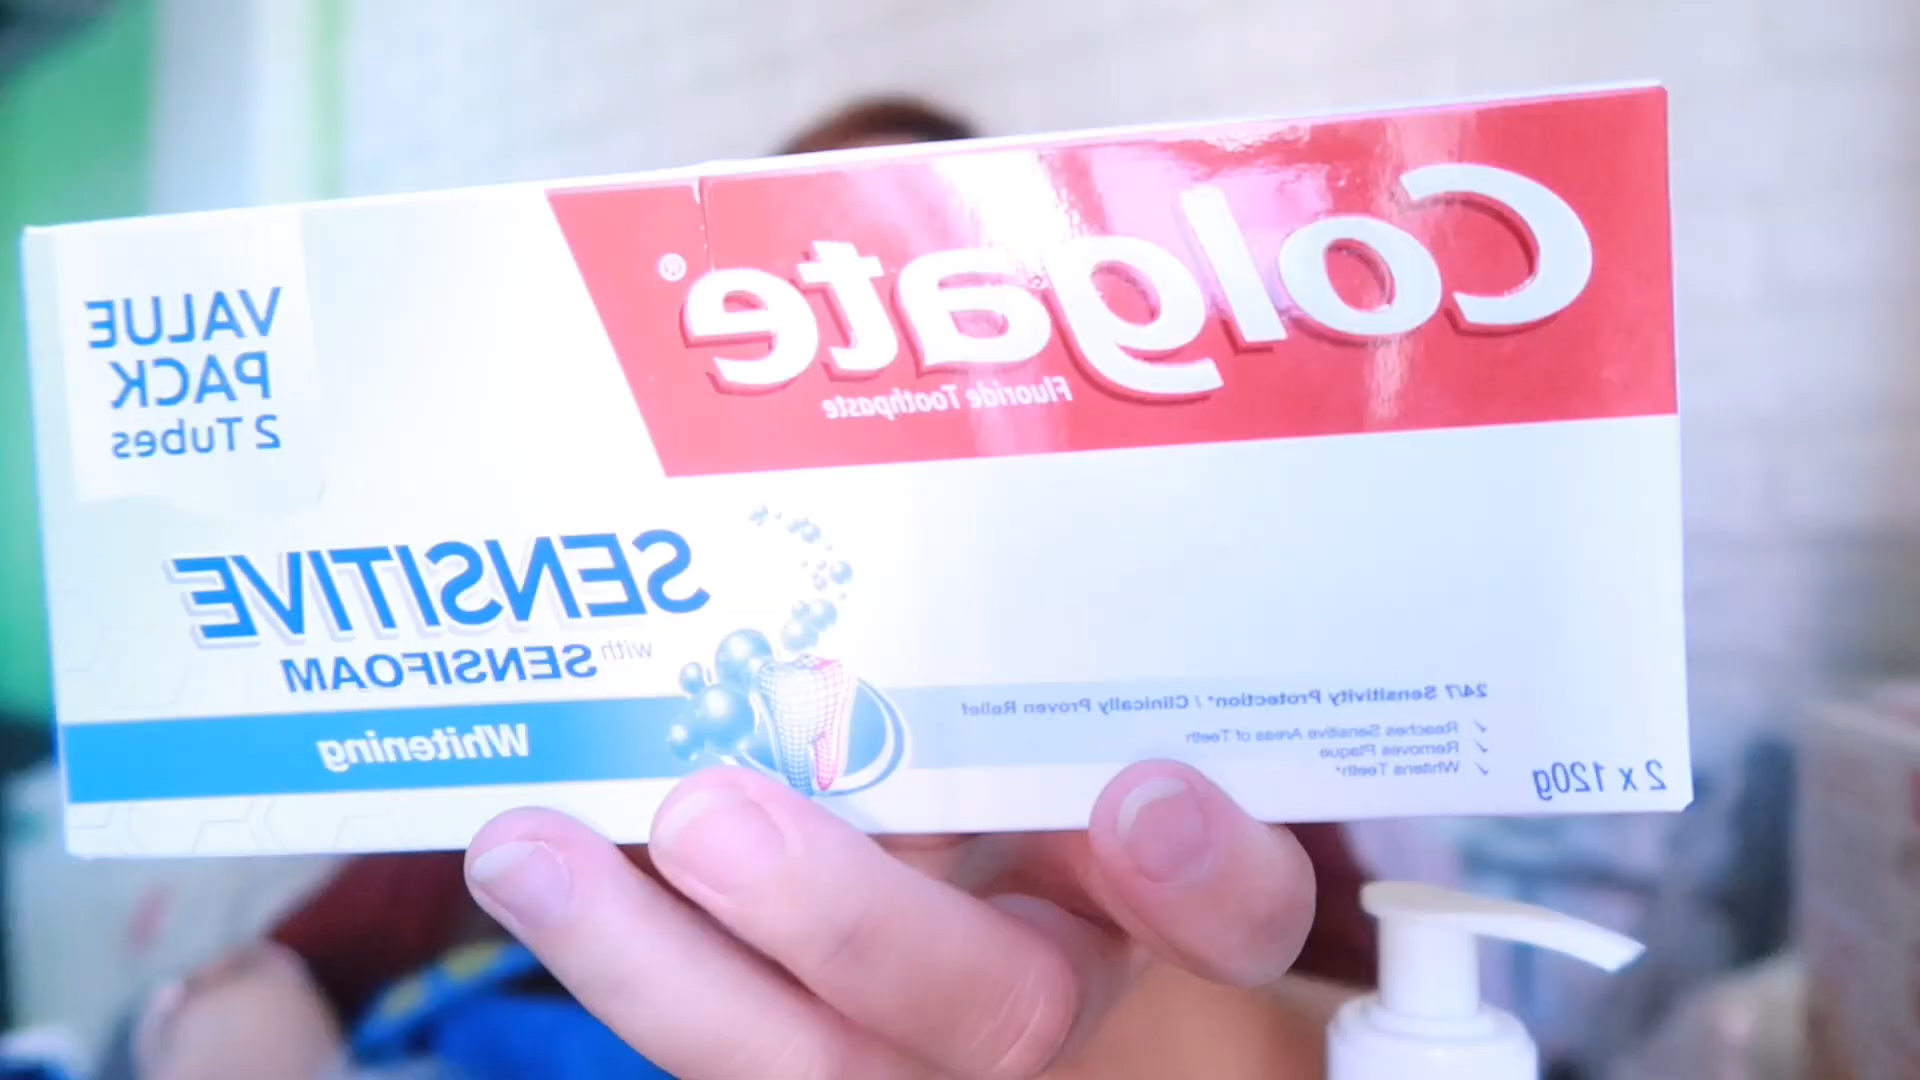 Colgate®
Fluoride Toothpaste
VALUE
PACK
2 Tubes
SENSITIVE
with SENSIFOAM
Whitening
24/7 Sensitivity Protection* / Clinically Proven Relief
✓ Reaches Sensitive Areas of Teeth
✓ Removes Plaque
✓ Whitens Teeth*
2 x 120g